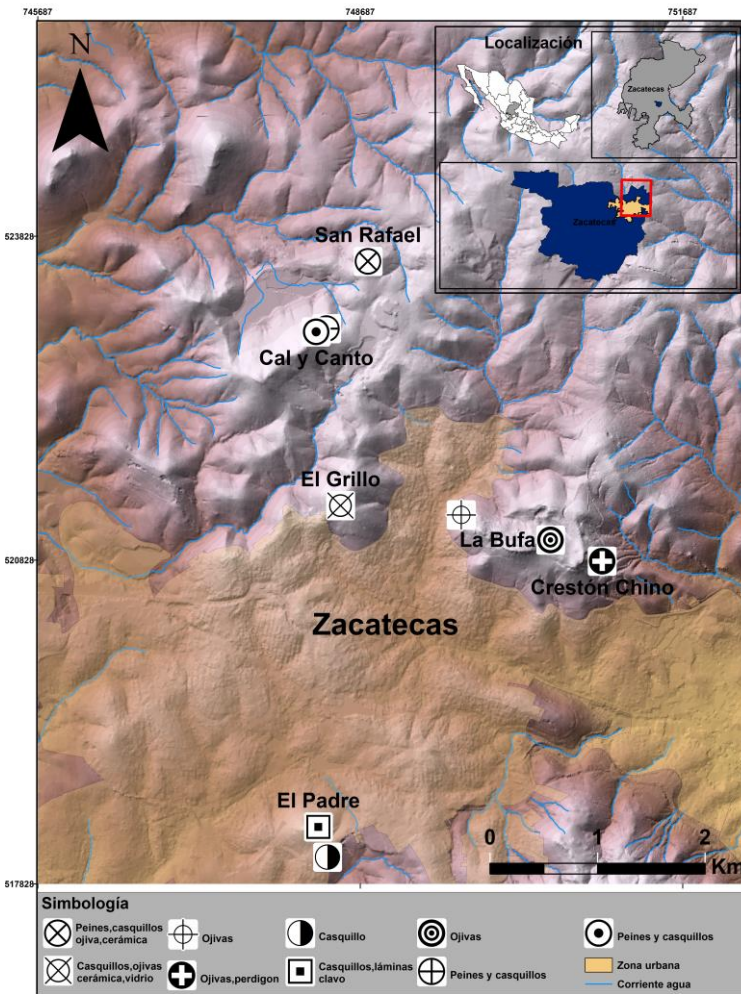 745687
748687
751687
N
Localización
Zacatecas
Zacatecas
523828
San Rafael
Cal y Canto
El Grillo
La Bufa
520828
Crestón Chino
Zacatecas
El Padre
0 1 2
Km
517828
Simbología
Peines,casquillos
ojiva,cerámica
Ojivas
Casquillo
Ojivas
Peines y casquillos
Casquillos,ojivas
cerámica,vidrio
Ojivas,perdigon
Casquillos,láminas
clavo
Peines y casquillos
Zona urbana
Corriente agua